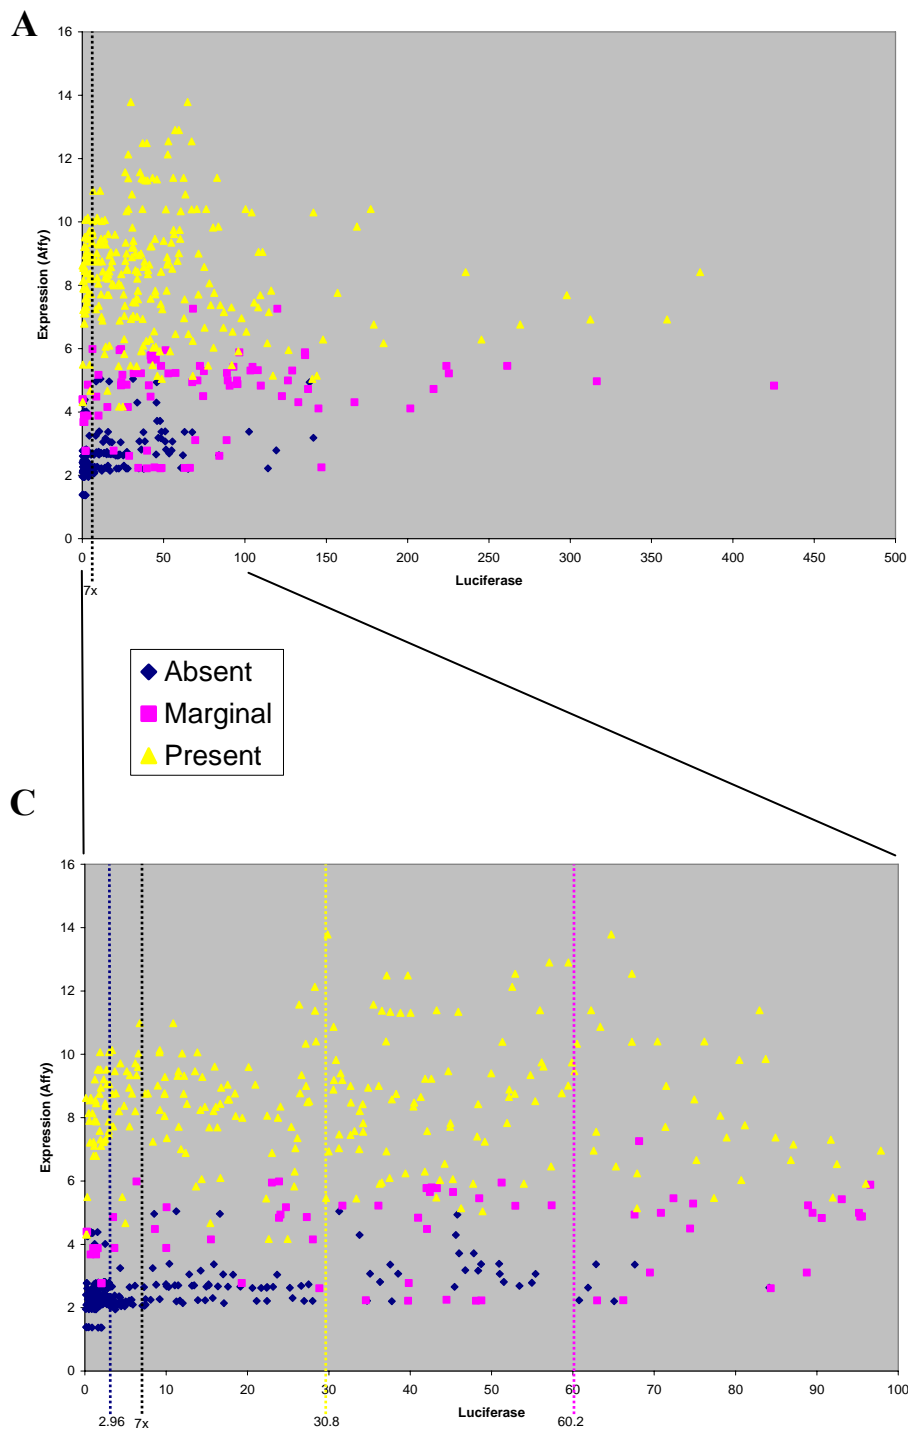 A
16
14
12
10
8
6
4
2
0
Expression (Affy)
0 50 100 150 200 250 300 350 400 450 500
7x
Luciferase
Absent
Marginal
Present
C
16
14
12
10
8
6
4
2
0
Expression (Affy)
0 10 20 30 40 50 60 70 80 90 100
2.96 7x 30.8 60.2
Luciferase